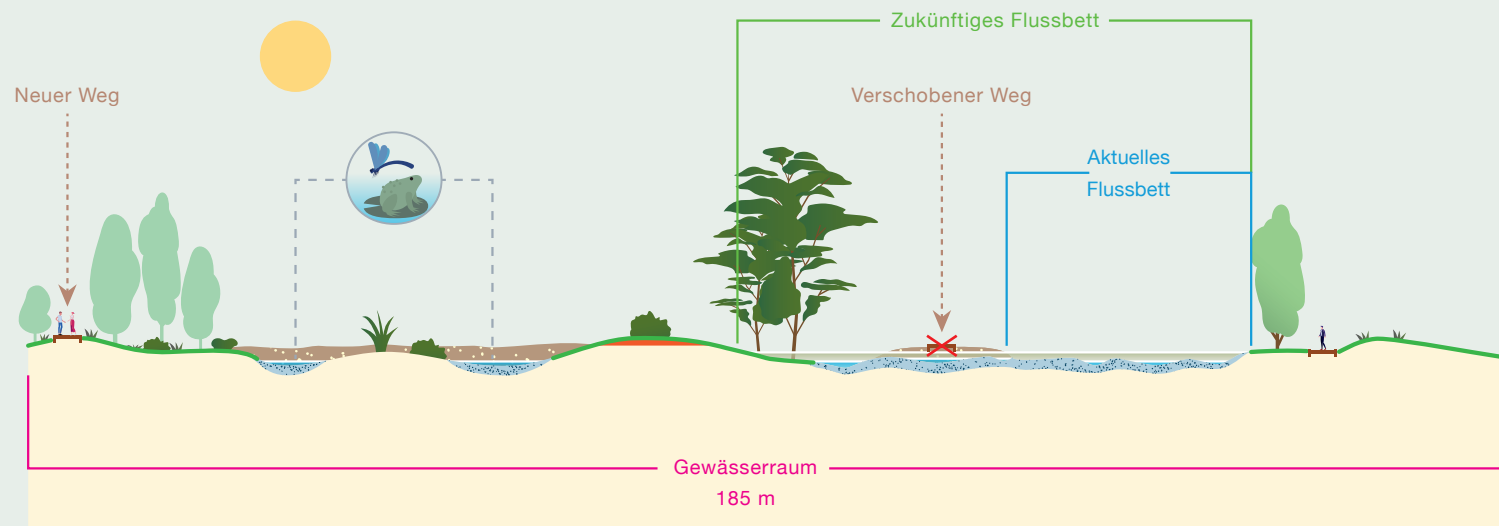 Zukünftiges Flussbett
Neuer Weg
Verschobener Weg
Aktuelles
Flussbett
Gewässerraum
185 m